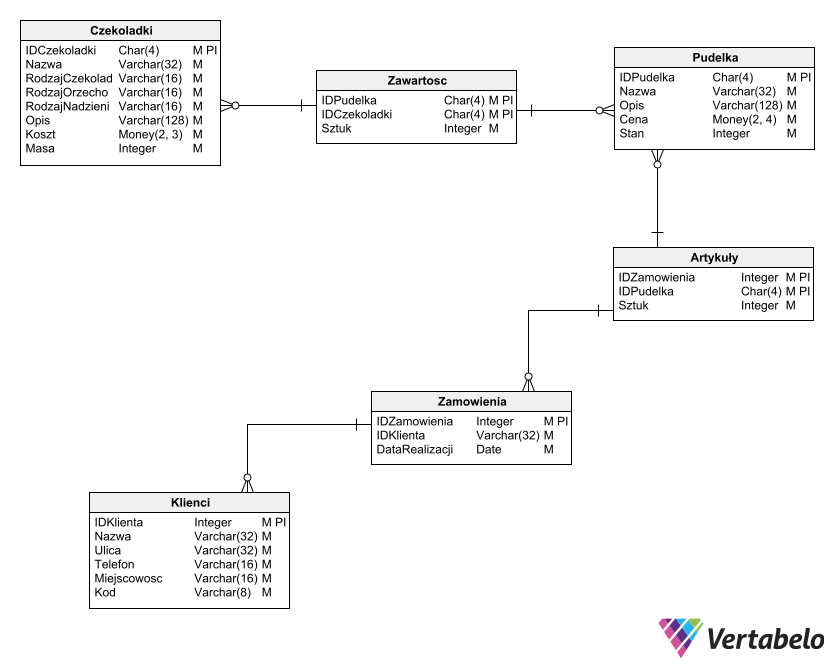 Czekoladki
IDCzekoladki Char(4) M PI
Nazwa Varchar(32) M
RodzajCzekolad Varchar(16) M
RodzajOrzecho Varchar(16) M
RodzajNadzieni Varchar(16) M
Opis Varchar(128) M
Koszt Money(2, 3) M
Masa Integer M
Zawartosc
IDPudelka Char(4) M PI
IDCzekoladki Char(4) M PI
Sztuk Integer M
Pudelka
IDPudelka Char(4) M PI
Nazwa Varchar(32) M
Opis Varchar(128) M
Cena Money(2, 4) M
Stan Integer M
Artykuły
IDZamowienia Integer M PI
IDPudelka Char(4) M PI
Sztuk Integer M
Zamowienia
IDZamowienia Integer M PI
IDKlienta Varchar(32) M
DataRealizacji Date M
Klienci
IDKlienta Integer M PI
Nazwa Varchar(32) M
Ulica Varchar(32) M
Telefon Varchar(16) M
Miejscowosc Varchar(16) M
Kod Varchar(8) M
Vertabelo